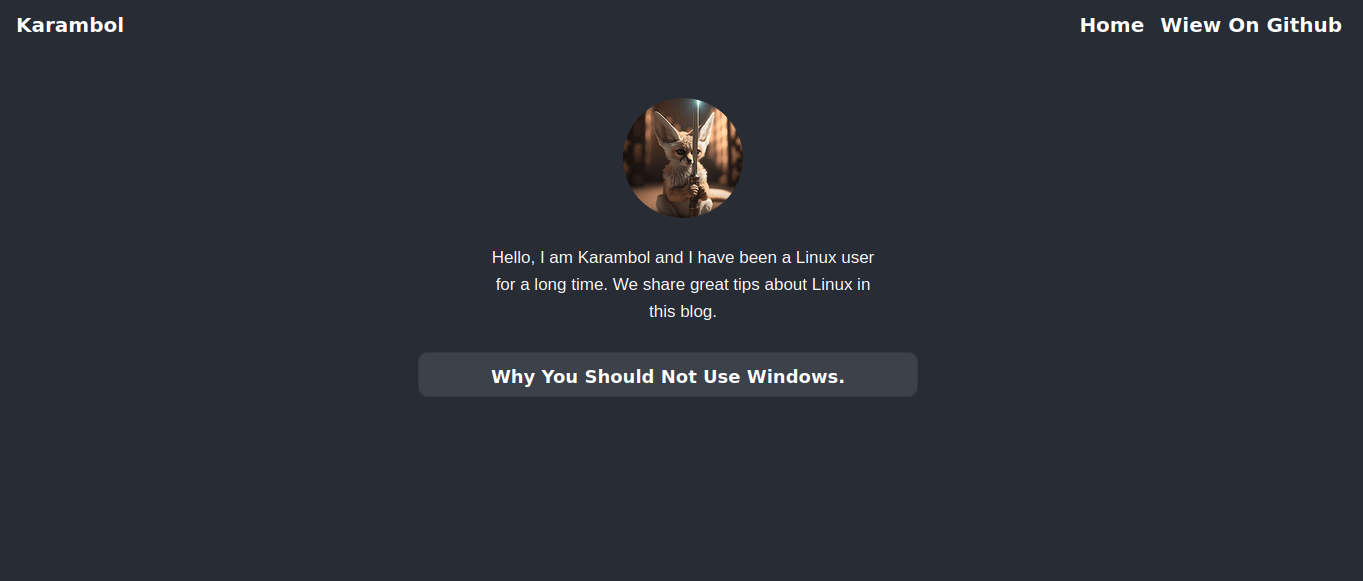 Karambol
Home Wiew On Github
Hello, I am Karambol and I have been a Linux user
for a long time. We share great tips about Linux in
this blog.
Why You Should Not Use Windows.